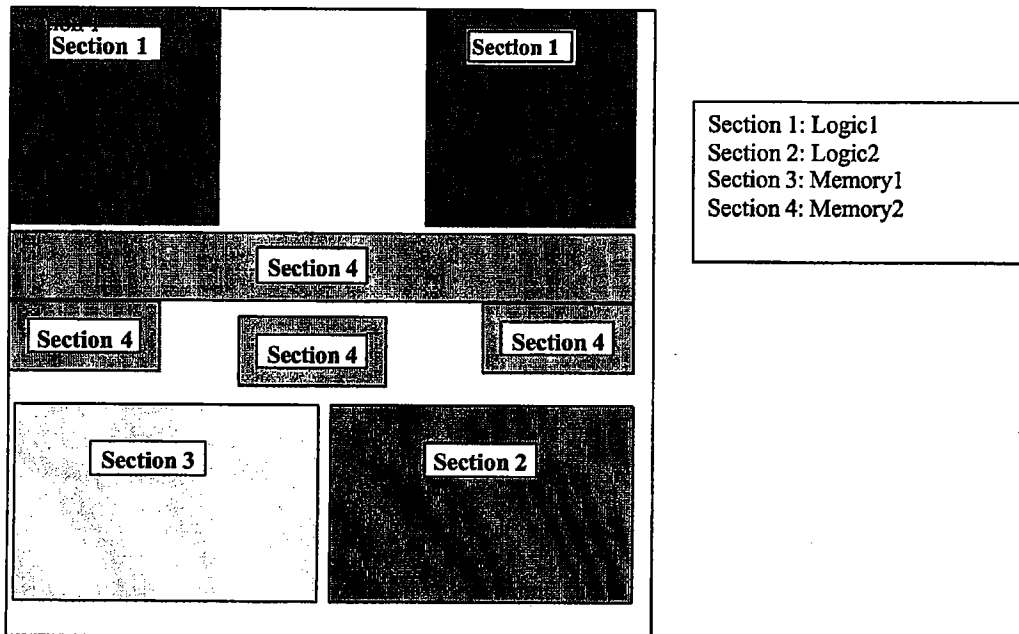 Section 1
Section 1
Section 1: Logic1
Section 2: Logic2
Section 3: Memory1
Section 4: Memory2
Section 4
Section 4
Section 4
Section 4
Section 3
Section 2